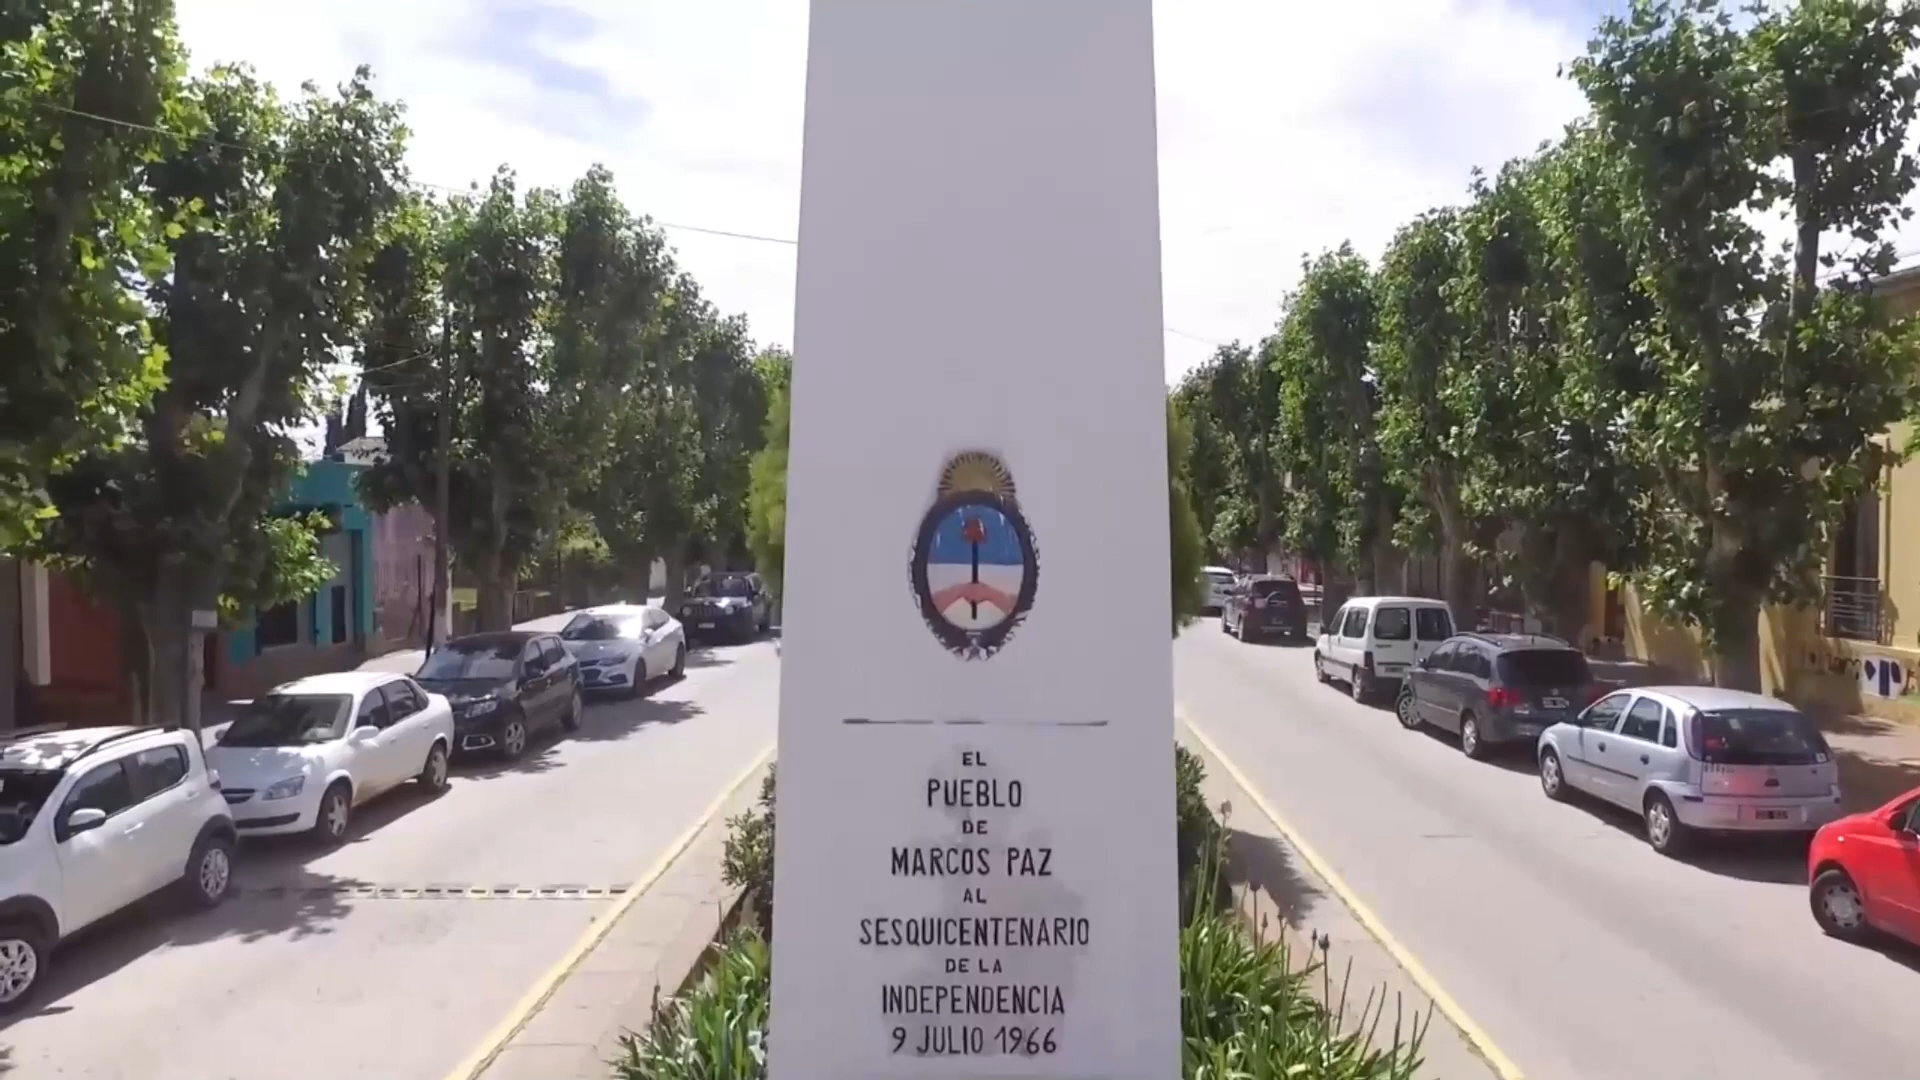 EL
PUEBLO
DE
MARCOS PAZ
AL
SESQUICENTENARIO
DE LA
INDEPENDENCIA
9 JULIO 1966